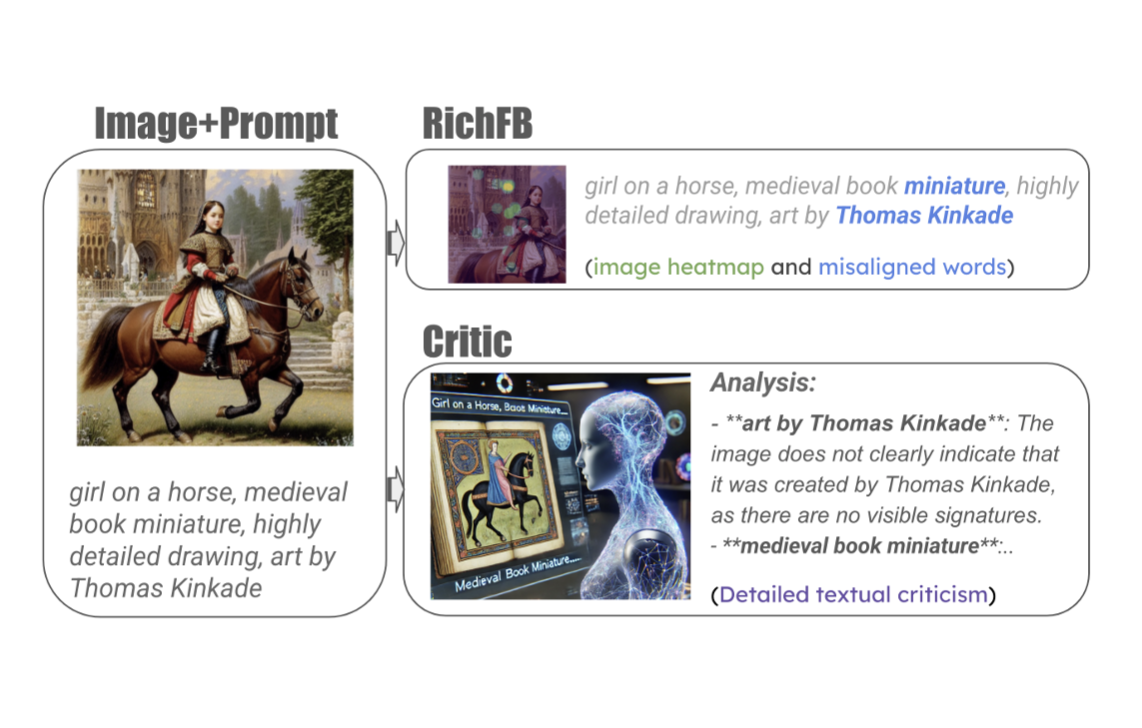 Image+Prompt
girl on a horse, medieval
book miniature, highly
detailed drawing, art by
Thomas Kinkade
RichFB
girl on a horse, medieval book miniature, highly
detailed drawing, art by Thomas Kinkade
(image heatmap and misaligned words)
Critic
Girl on a Horse, Book Miniature
Medieval Book Miniature
Analysis:
- **art by Thomas Kinkade**: The
image does not clearly indicate that
it was created by Thomas Kinkade,
as there are no visible signatures.
- **medieval book miniature**:..
(Detailed textual criticism)